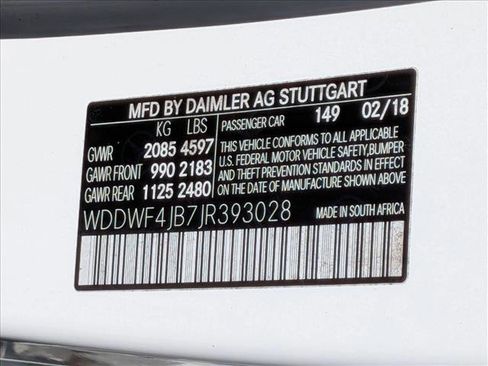 MFD BY DAIMLER AG STUTTGART
KG LBS PASSENGER CAR 149 02/18
GVWR 2085 4597
GAWR FRONT 990 2183
GAWR REAR 1125 2480
THIS VEHICLE CONFORMS TO ALL APPLICABLE
U.S. FEDERAL MOTOR VEHICLE SAFETY,BUMPER
AND THEFT PREVENTION STANDARDS IN EFFECT
ON THE DATE OF MANUFACTURE SHOWN ABOVE.
WDDWF4JB7JR393028 MADE IN SOUTH AFRICA